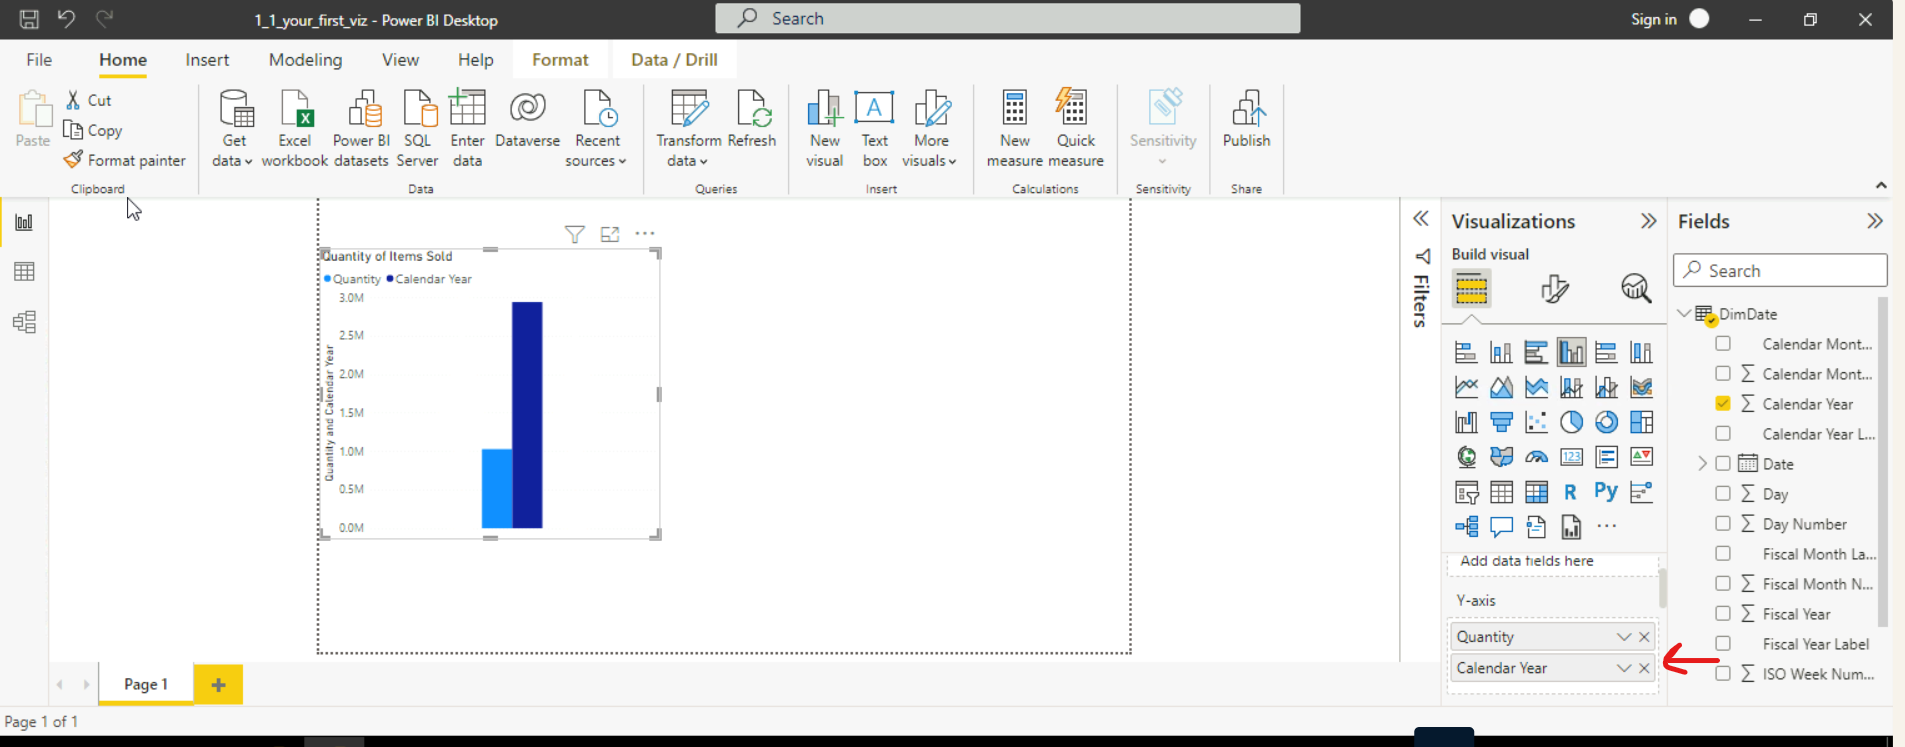 1_1_your_first_viz - Power BI Desktop
Search
Sign in
File Home Insert Modeling View Help Format Data / Drill
Paste
Cut
Copy
Format painter
Clipboard
Get data
Excel workbook
Power BI datasets
SQL Server
Enter data
Dataverse
Recent sources
Data
Transform data
Refresh
Queries
New visual
Text box
More visuals
Insert
New measure
Quick measure
Calculations
Sensitivity
Sensitivity
Publish
Share
Quantity of Items Sold
Quantity Calendar Year
Quantity and Calendar Year
3.0M
2.5M
2.0M
1.5M
1.0M
0.5M
0.0M
Filters
Visualizations
Build visual
123
R
Py
Add data fields here
Y-axis
Quantity
Calendar Year
Fields
Search
DimDate
Calendar Mont...
Calendar Mont...
Calendar Year
Calendar Year L...
Date
Day
Day Number
Fiscal Month La...
Fiscal Month N...
Fiscal Year
Fiscal Year Label
ISO Week Num...
Page 1
Page 1 of 1